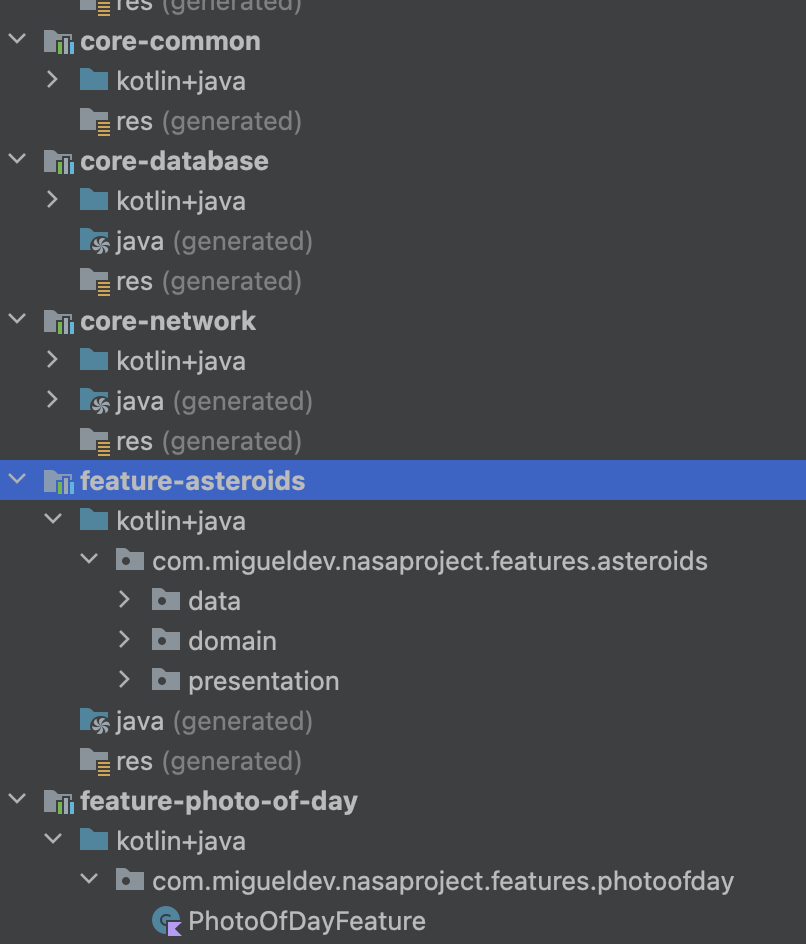 res (generated)
core-common
kotlin+java
res (generated)
core-database
kotlin+java
java (generated)
res (generated)
core-network
kotlin+java
java (generated)
res (generated)
feature-asteroids
kotlin+java
com.migueldev.nasaproject.features.asteroids
data
domain
presentation
java (generated)
res (generated)
feature-photo-of-day
kotlin+java
com.migueldev.nasaproject.features.photoofday
PhotoOfDayFeature